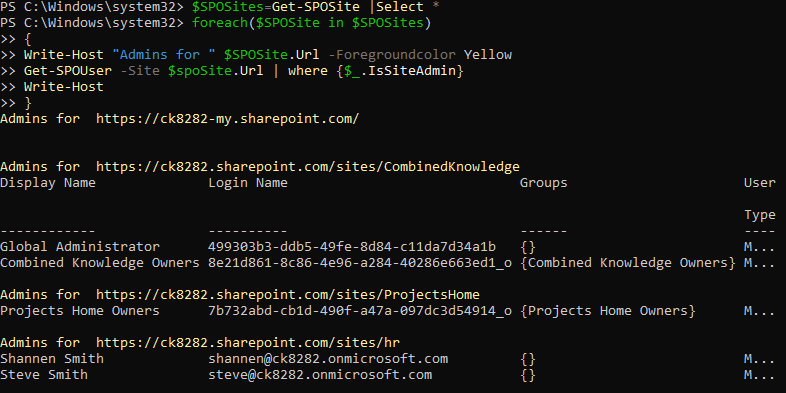 PS C:\Windows\system32> $SPOSites=Get-SPOSite |Select *
PS C:\Windows\system32> foreach($SPOSite in $SPOSites)
>> {
>> Write-Host "Admins for " $SPOSite.Url -Foregroundcolor Yellow
>> Get-SPOUser -Site $spoSite.Url | where {$_.IsSiteAdmin}
>> Write-Host
>> }
Admins for  https://ck8282-my.sharepoint.com/
Admins for  https://ck8282.sharepoint.com/sites/CombinedKnowledge
Display Name              Login Name                             Groups                      User
Type
------------              ----------                             ------                      ----
Global Administrator      499303b3-ddb5-49fe-8d84-c11da7d34a1b   {}                          M...
Combined Knowledge Owners 8e21d861-8c86-4e96-a284-40286e663ed1_o {Combined Knowledge Owners} M...
Admins for  https://ck8282.sharepoint.com/sites/ProjectsHome
Projects Home Owners      7b732abd-cb1d-490f-a47a-097dc3d54914_o {Projects Home Owners}      M...
Admins for  https://ck8282.sharepoint.com/sites/hr
Shannen Smith             shannen@ck8282.onmicrosoft.com         {}                          M...
Steve Smith               steve@ck8282.onmicrosoft.com           {}                          M...